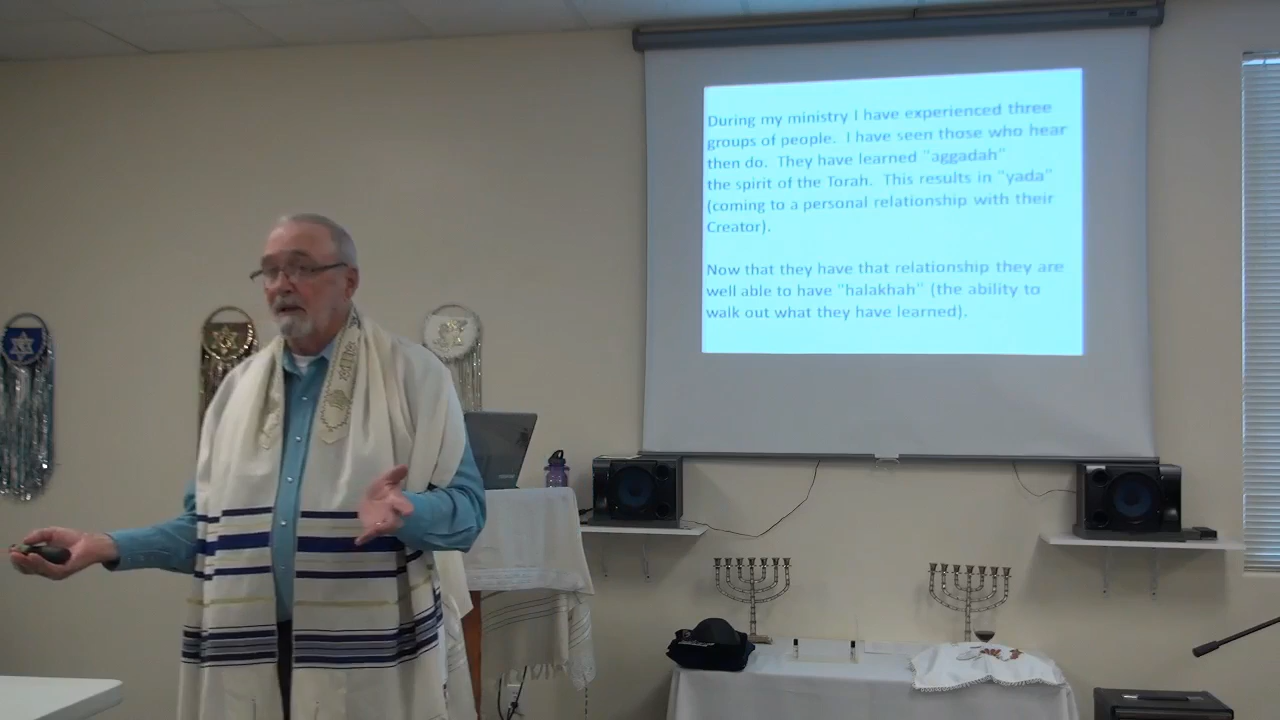 During my ministry I have experienced three
groups of people. I have seen those who hear
then do. They have learned "aggadah"
the spirit of the Torah. This results in "yada"
(coming to a personal relationship with their
Creator).
Now that they have that relationship they are
well able to have "halakhah" (the ability to
walk out what they have learned).